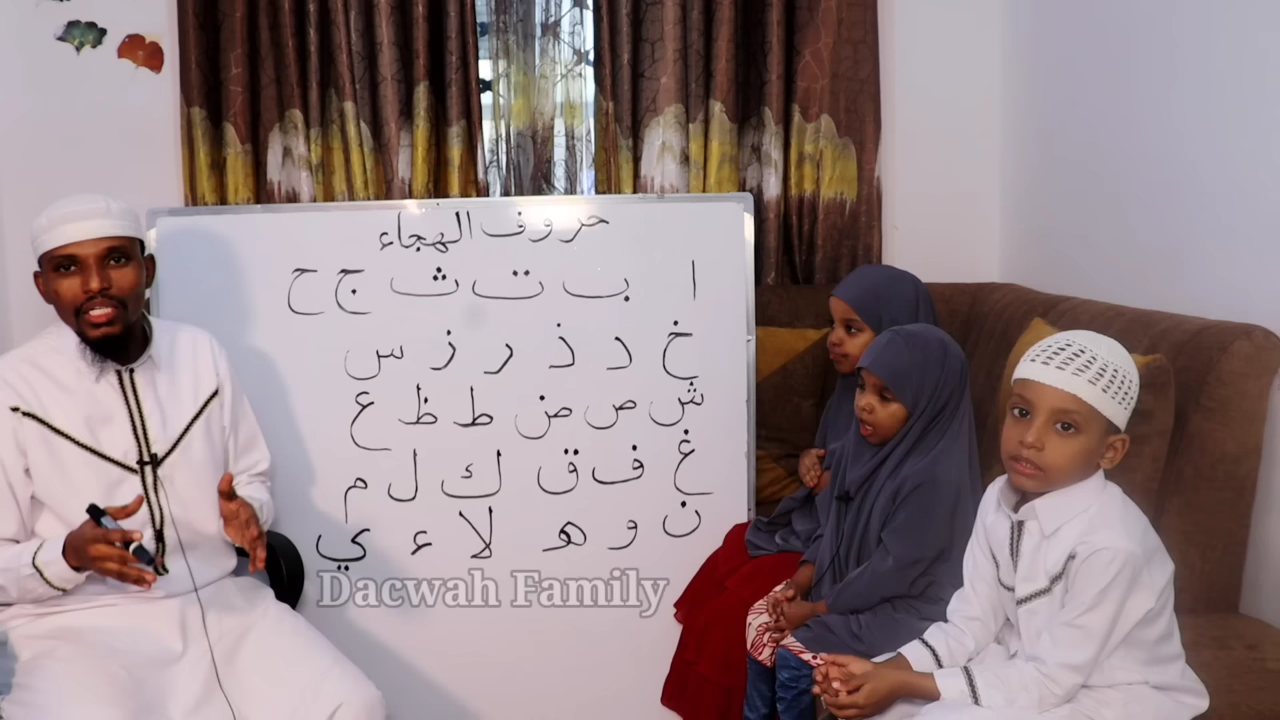 حروف الهجاء
ا ب ت ث ج ح
خ د ذ ر ز س
ش ص ض ط ظ ع
غ ف ق ك ل م
ن و ه لا ء ي
Dacwah Family